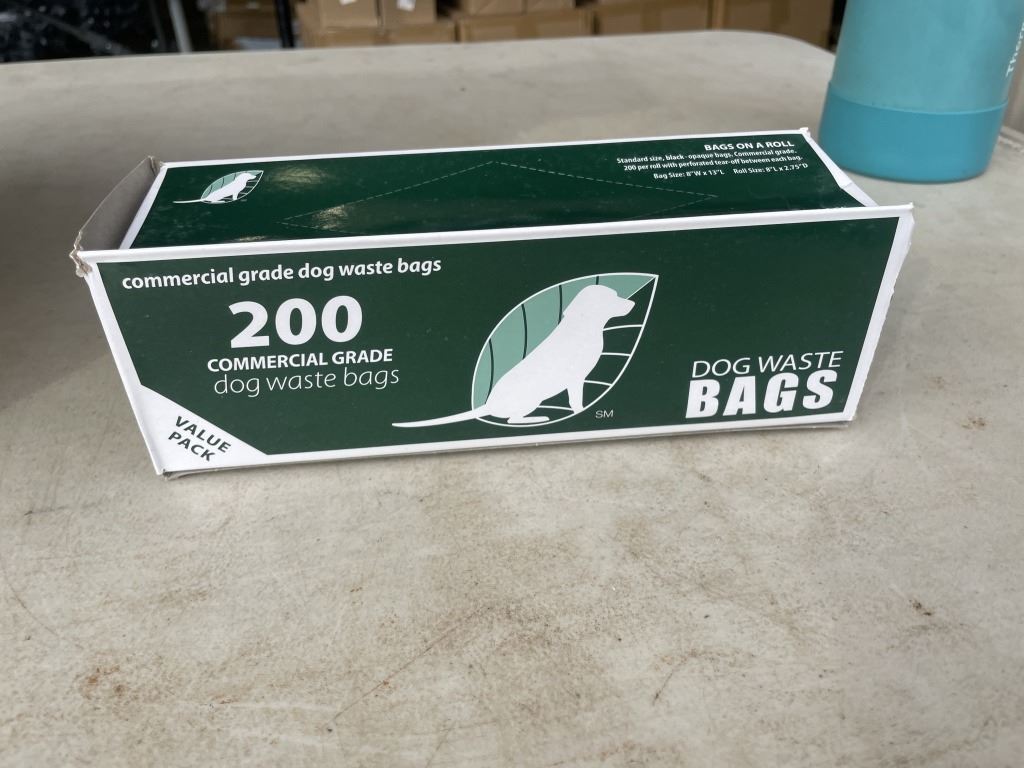 BAGS ON A ROLL
Standard size, black - opaque bags. Commercial grade.
200 per roll with perforated tear-off between each bag.
Bag Size: 8"W x 13"L Roll Size: 8"L x 2.75"D
commercial grade dog waste bags
200
COMMERCIAL GRADE
dog waste bags
VALUE
PACK
SM
DOG WASTE
BAGS